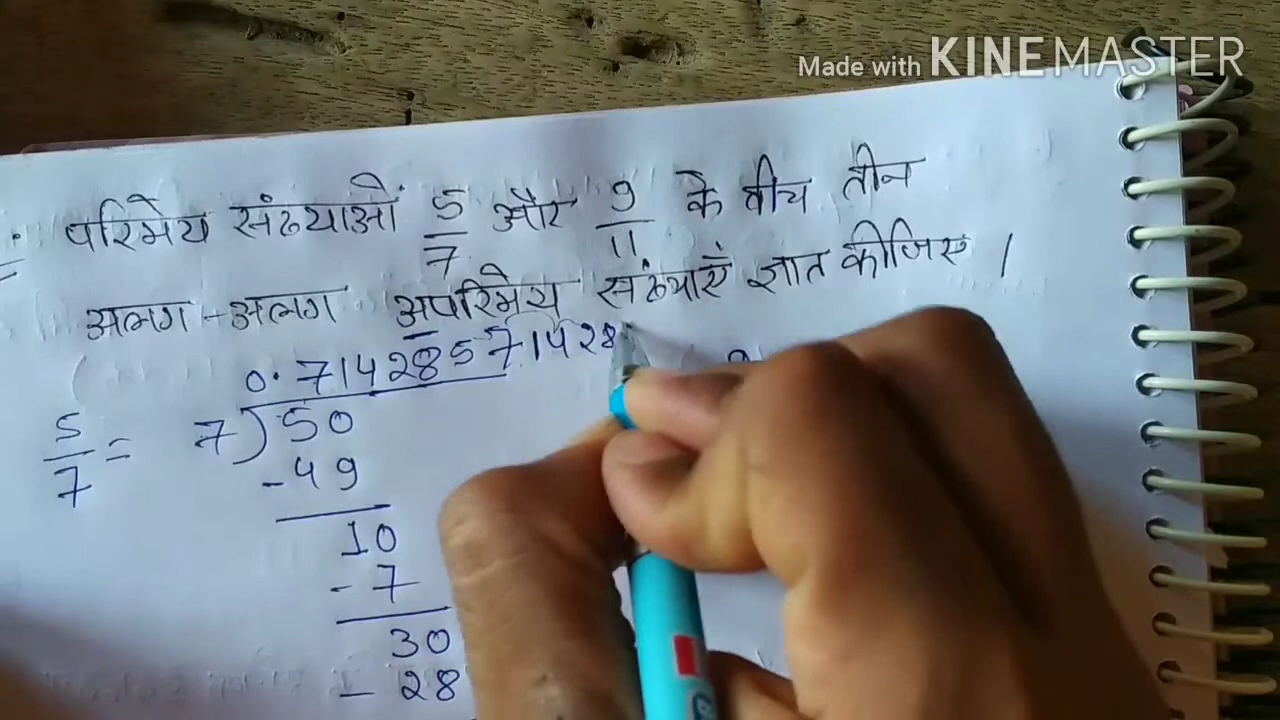 Made with KINEMASTER
परिमेय संख्याओं 5/7 और 9/11 के बीच तीन
अलग-अलग अपरिमेय संख्याएं ज्ञात कीजिए ।
0.71428571428
5/7 = 7)50
-49
10
-7
30
-28